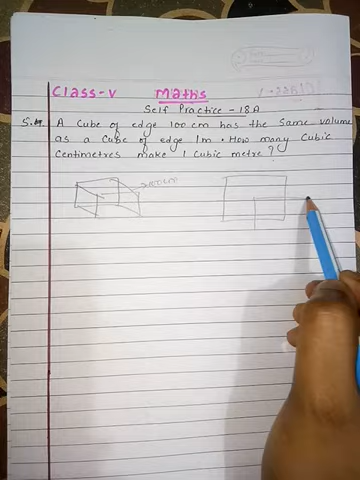 Class-V Maths
Self Practice - 18A
5. A Cube of edge 100 cm has the same volume
as a cube of edge 1m. How many cubic
Centimetres make 1 Cubic metre?
100cm